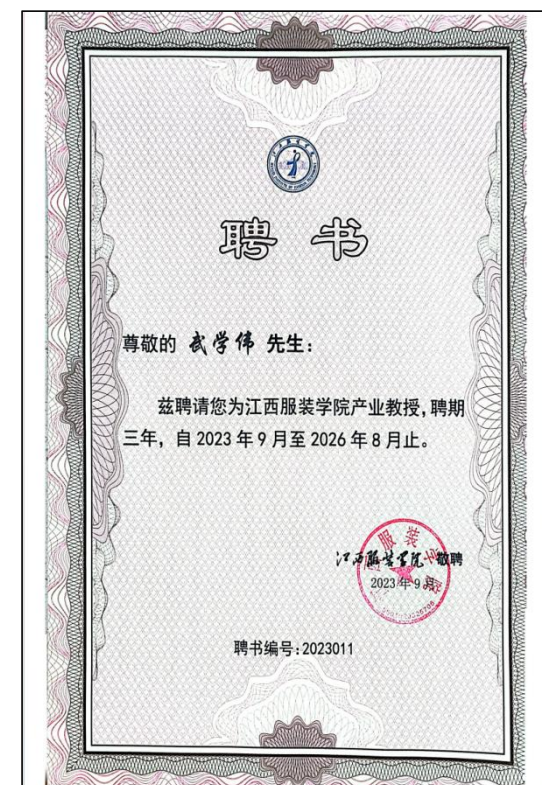 聘 书
尊敬的 武学伟 先生：
兹聘请您为江西服装学院产业教授，聘期
三年，自 2023 年 9 月至 2026 年 8 月止。
江西服装学院 敬聘
2023 年 9 月
聘书编号:2023011